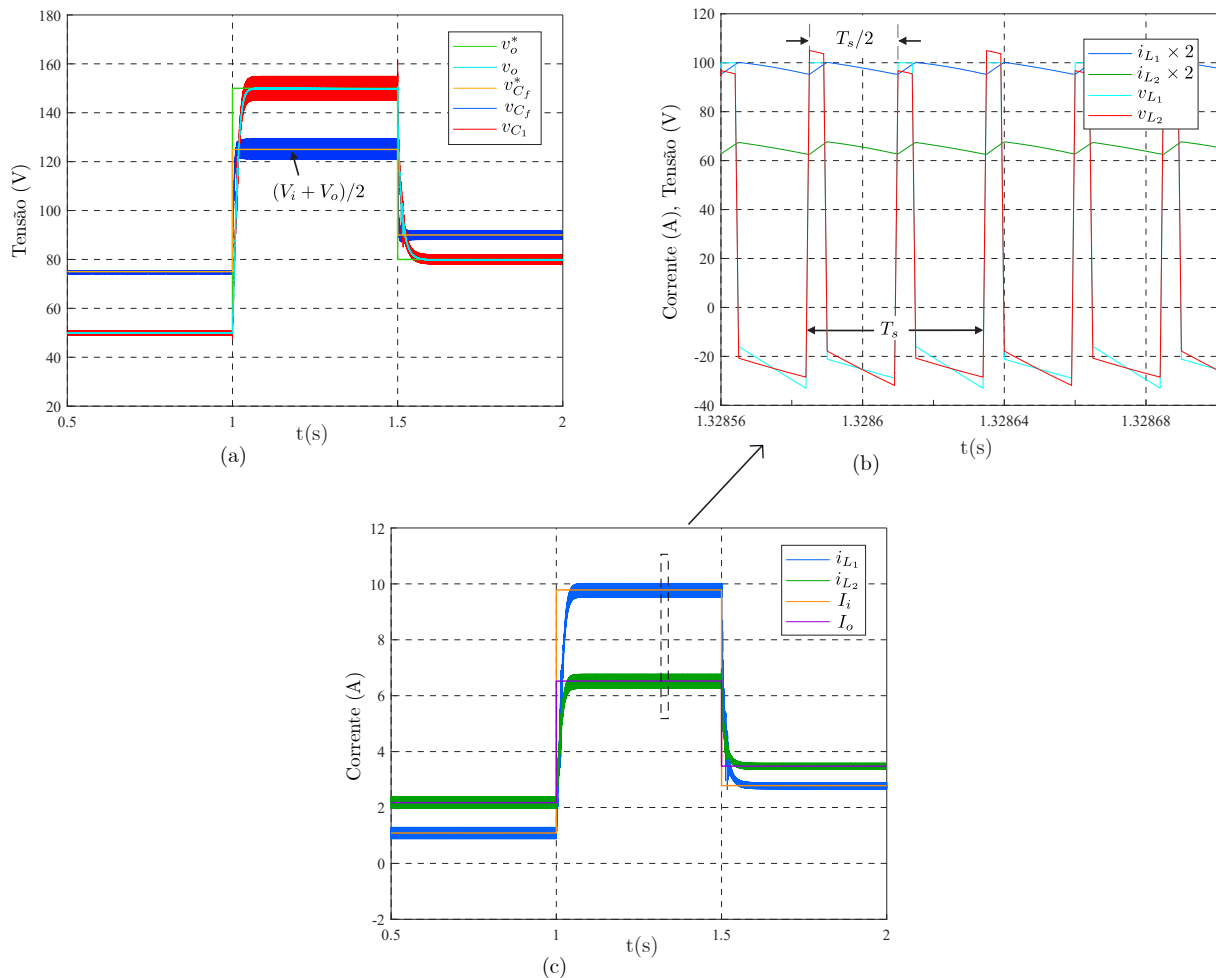 180
160
140
120
100
80
60
40
20
Tensão (V)
v_o^*
v_o
v_{C_f}^*
v_{C_f}
v_{C_1}
(V_i + V_o)/2
0.5
1
1.5
2
t(s)
(a)
120
100
80
60
40
20
0
-20
-40
Corrente (A), Tensão (V)
T_s/2
i_{L_1} × 2
i_{L_2} × 2
v_{L_1}
v_{L_2}
T_s
1.32856
1.3286
1.32864
1.32868
t(s)
(b)
12
10
8
6
4
2
0
-2
Corrente (A)
i_{L_1}
i_{L_2}
I_i
I_o
0.5
1
1.5
2
t(s)
(c)